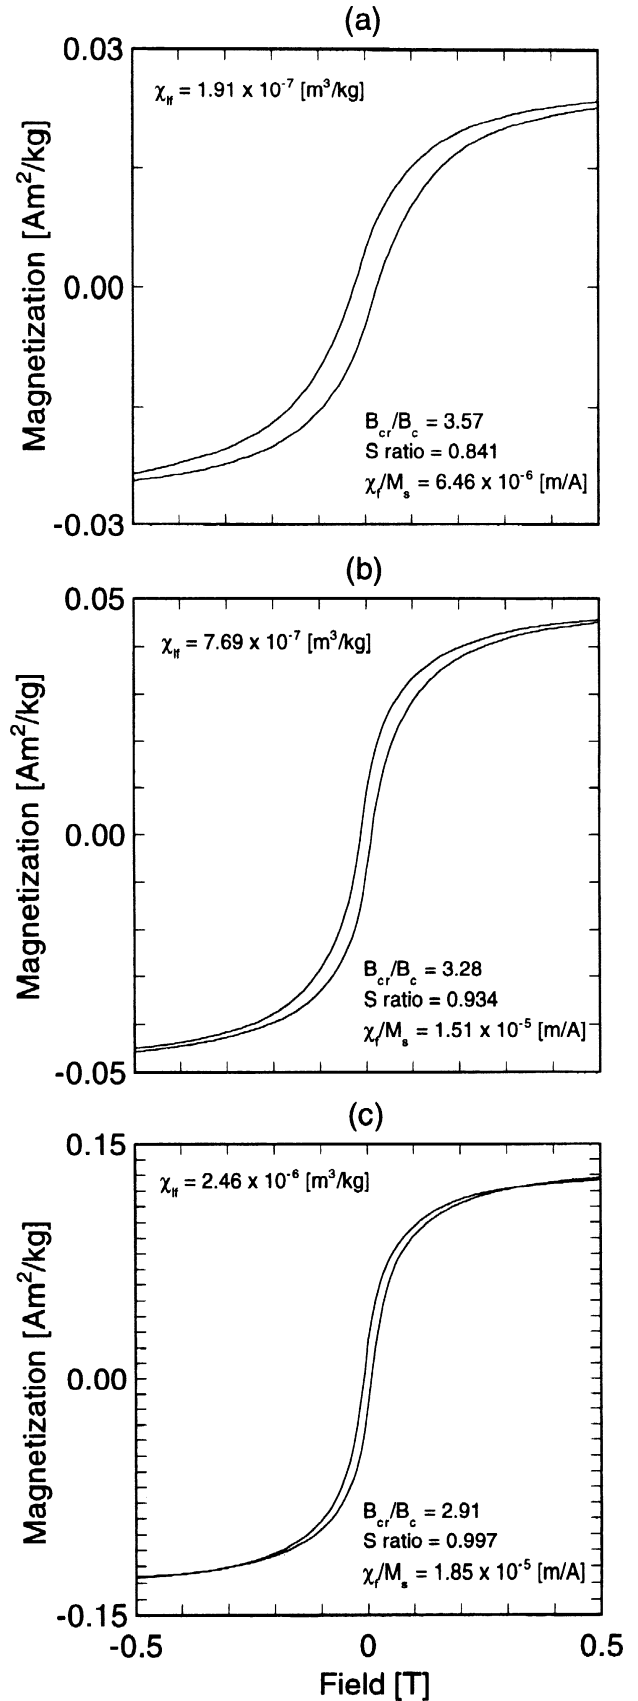 (a)
0.03
χlf = 1.91 x 10⁻⁷ [m³/kg]
Magnetization [Am²/kg]
0.00
Bcr/Bc = 3.57
S ratio = 0.841
χf/Ms = 6.46 x 10⁻⁶ [m/A]
-0.03
(b)
0.05
χlf = 7.69 x 10⁻⁷ [m³/kg]
Magnetization [Am²/kg]
0.00
Bcr/Bc = 3.28
S ratio = 0.934
χf/Ms = 1.51 x 10⁻⁵ [m/A]
-0.05
(c)
0.15
χlf = 2.46 x 10⁻⁶ [m³/kg]
Magnetization [Am²/kg]
0.00
Bcr/Bc = 2.91
S ratio = 0.997
χf/Ms = 1.85 x 10⁻⁵ [m/A]
-0.15
-0.5 0 0.5
Field [T]